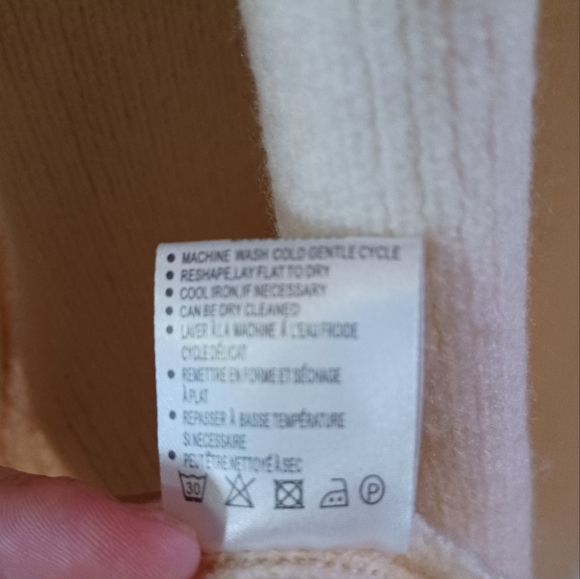 ● MACHINE WASH COLD GENTLE CYCLE
● RESHAPE,LAY FLAT TO DRY
● COOL IRON,IF NECESSARY
● CAN BE DRY CLEANED
● LAVER À LA MACHINE À L'EAU FROIDE
CYCLE DÉLICAT
● REMETTRE EN FORME,ET SÉCHAGE
À PLAT
● REPASSER À BASSE TEMPÉRATURE
SI NECESSAIRE
● PEUT ÊTRE NETTOYÉ À SEC
30 P